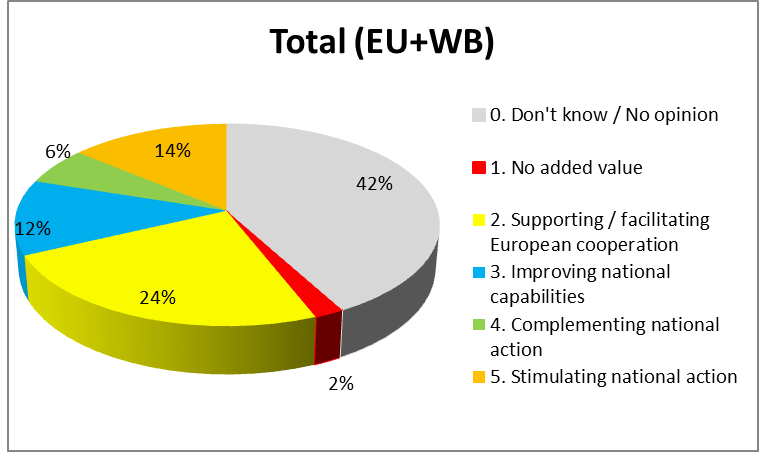 Total (EU+WB)
42%
2%
24%
12%
6%
14%
0. Don't know / No opinion
1. No added value
2. Supporting / facilitating
European cooperation
3. Improving national
capabilities
4. Complementing national
action
5. Stimulating national action